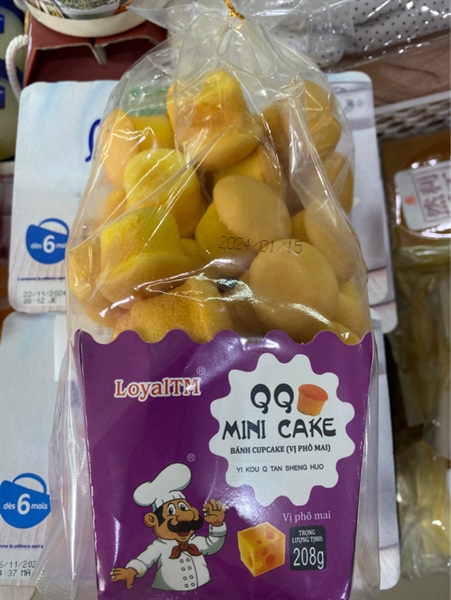 dès 6 mois
22/11/2024
2024/01/15
LoyalTM®
QQ
MINI CAKE
BÁNH CUPCAKE (VỊ PHÔ MAI)
YI KOU Q TAN SHENG HUO
®
Vị phô mai
TRỌNG
LƯỢNG TỊNH:
208g
dès 6 mois